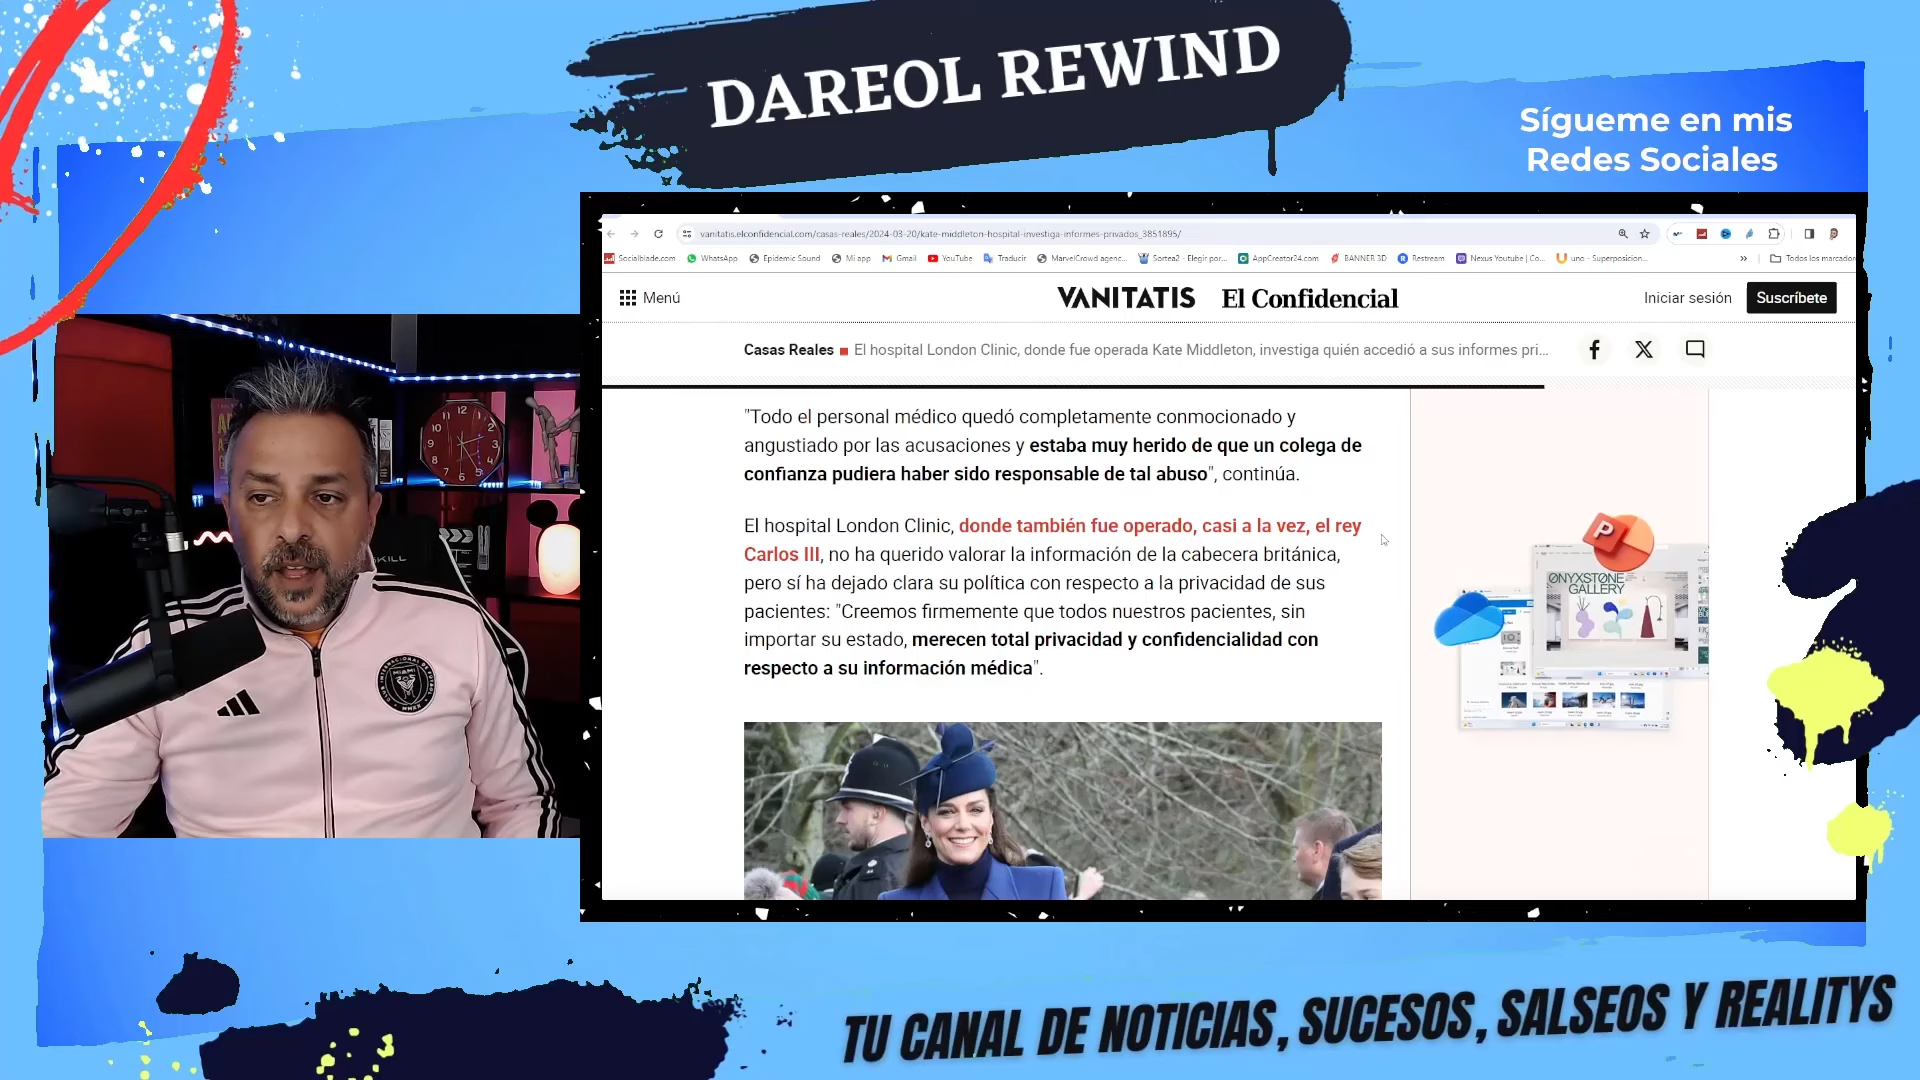 DAREOL REWIND
Sígueme en mis
Redes Sociales
vanitatis.elconfidencial.com/casas-reales/2024-03-20/kate-middleton-hospital-investiga-informes-privados_3851895/
Socialblade.com WhatsApp Epidemic Sound Mi app Gmail YouTube Traducir MarvelCrowd agenc... Sortea2 - Elegir por... AppCreator24.com BANNER 3D Restream Nexus Youtube | Co... uno - Superposicion... » Todos los marcador
Menú VANITATIS El Confidencial Iniciar sesión Suscríbete
Casas Reales El hospital London Clinic, donde fue operada Kate Middleton, investiga quién accedió a sus informes pri...
"Todo el personal médico quedó completamente conmocionado y
angustiado por las acusaciones y estaba muy herido de que un colega de
confianza pudiera haber sido responsable de tal abuso", continúa.
El hospital London Clinic, donde también fue operado, casi a la vez, el rey
Carlos III, no ha querido valorar la información de la cabecera británica,
pero sí ha dejado clara su política con respecto a la privacidad de sus
pacientes: "Creemos firmemente que todos nuestros pacientes, sin
importar su estado, merecen total privacidad y confidencialidad con
respecto a su información médica".
P
ONYXSTONE
GALLERY
MIAMI
12
TU CANAL DE NOTICIAS, SUCESOS, SALSEOS Y REALITYS